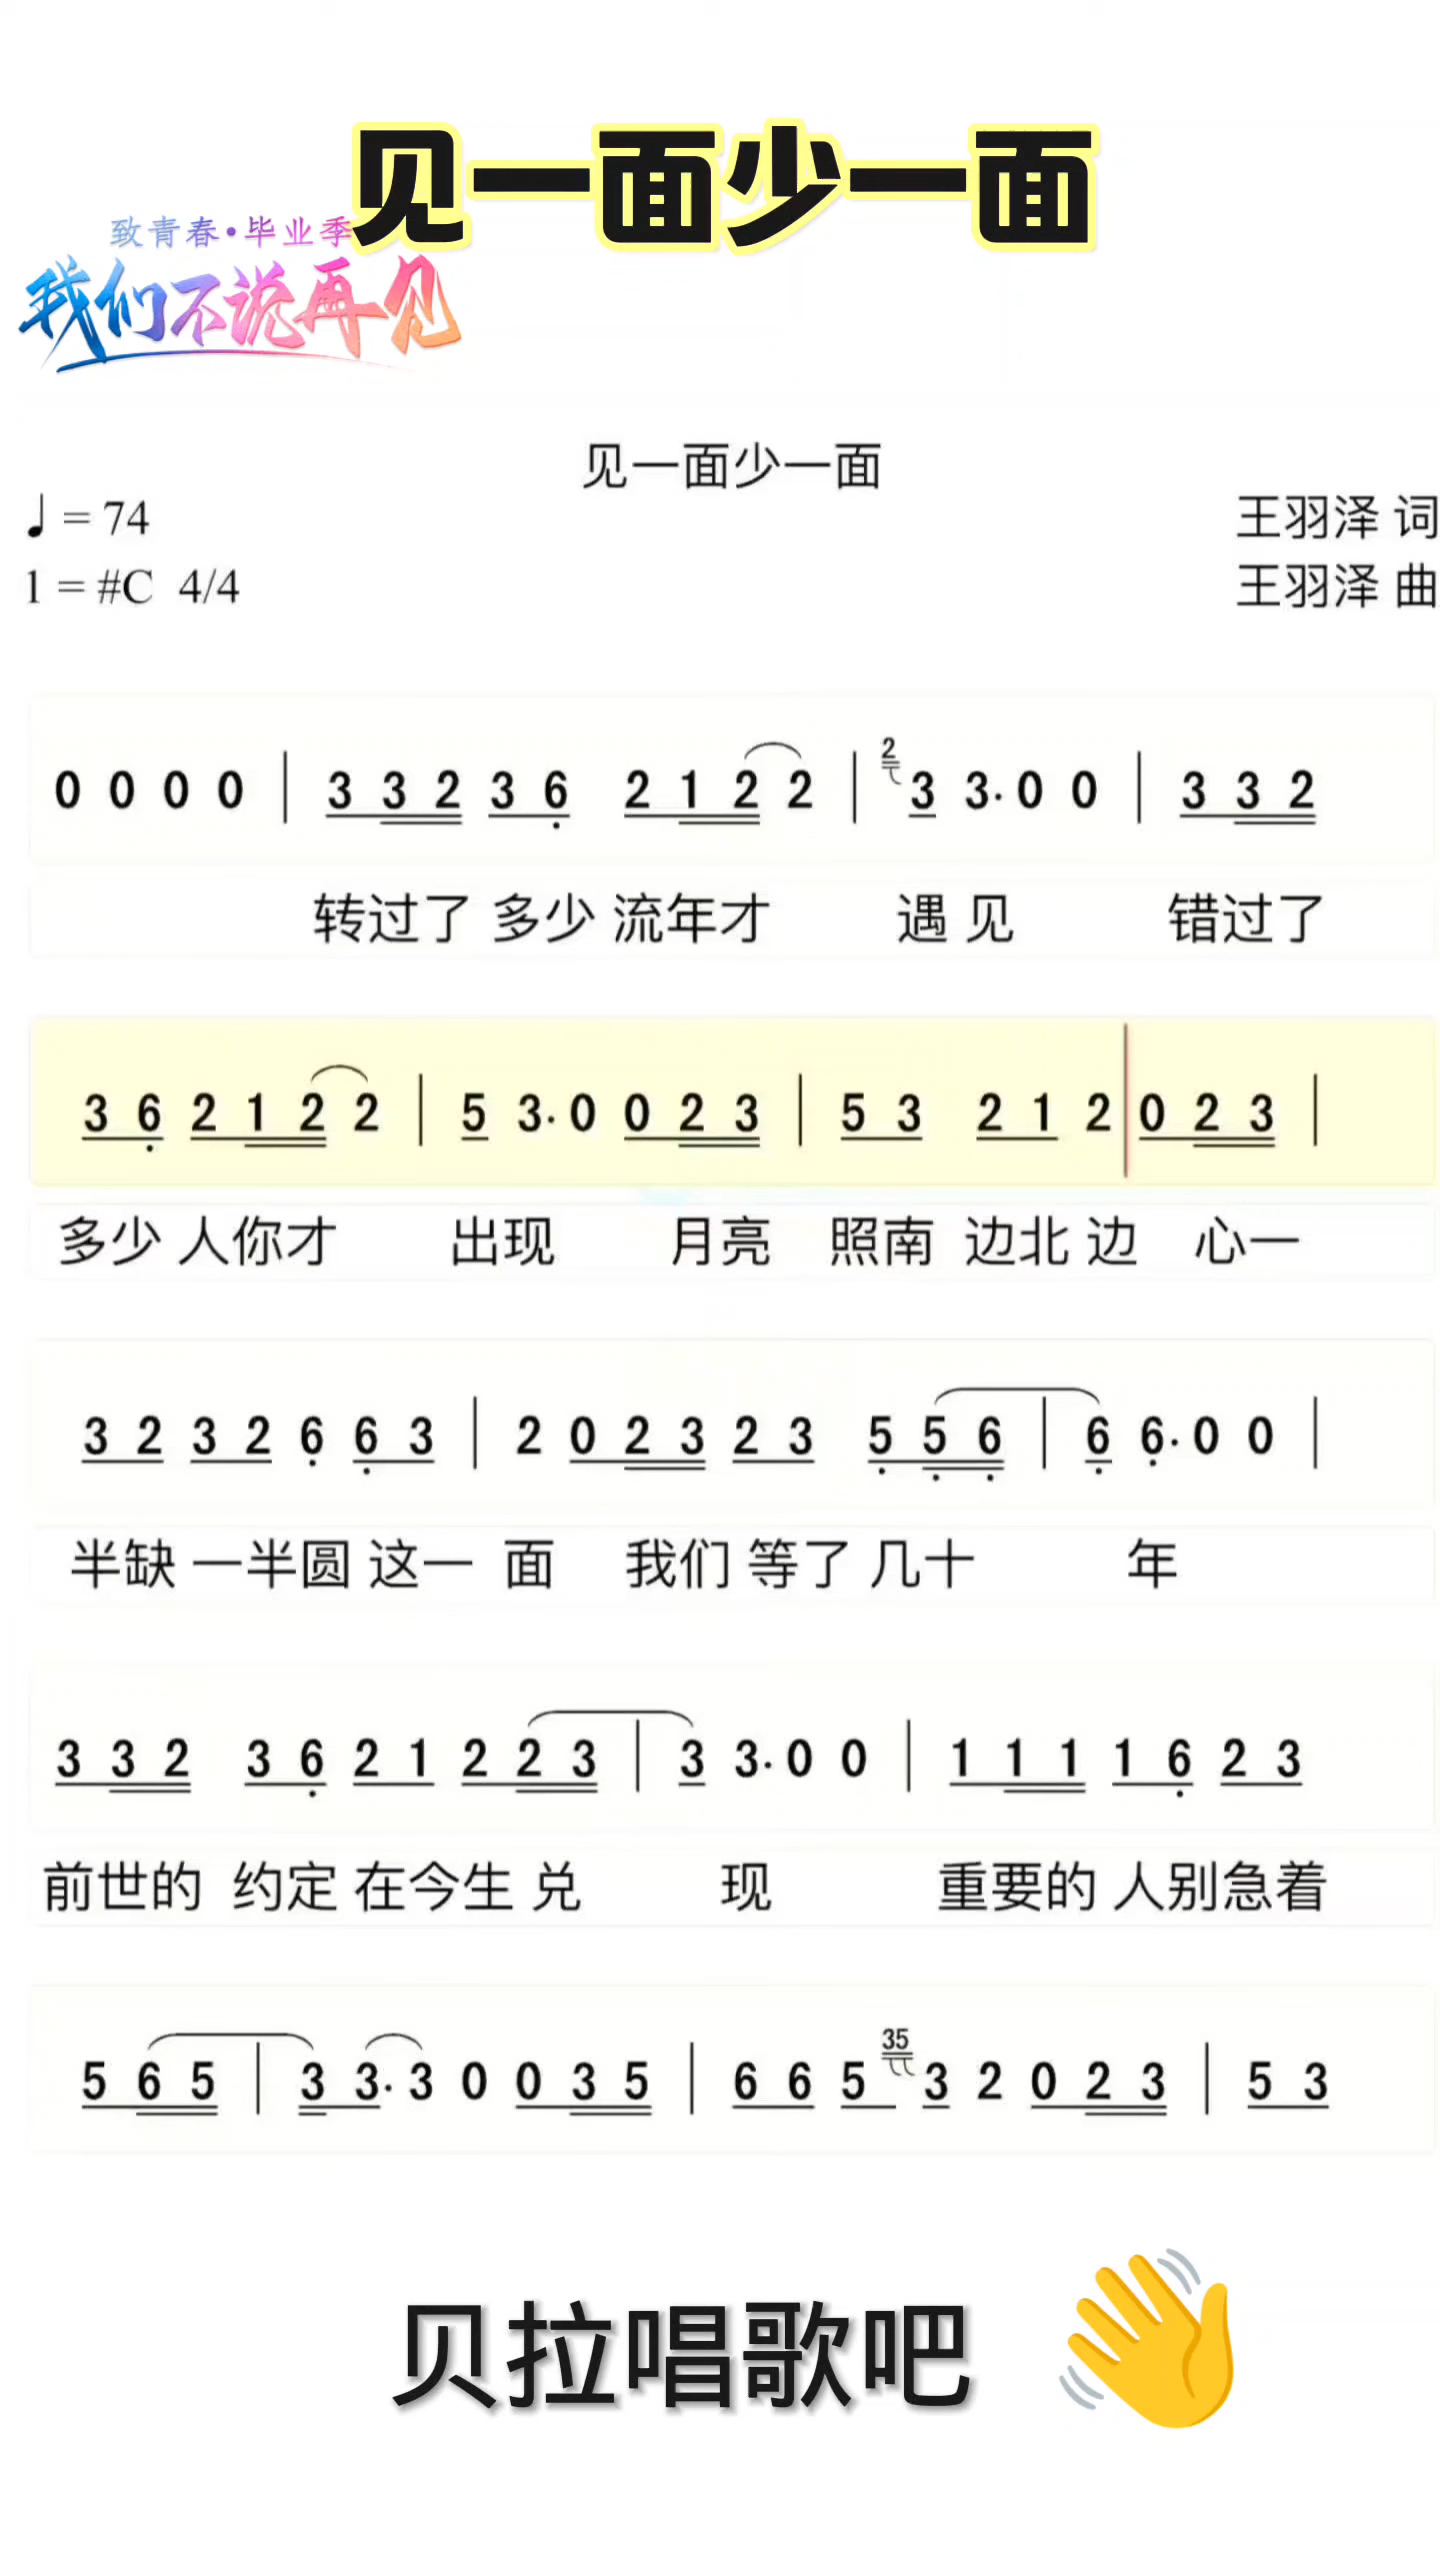 见一面少一面
致青春·毕业季
我们不说再见
见一面少一面
♩= 74
王羽泽 词
1 = #C 4/4
王羽泽 曲
0 0 0 0 | 3 3 2 3 6̣ 2 1 2 2 | 2 3 3· 0 0 | 3 3 2
转过了 多少 流年才 遇 见 错过了
3 6̣ 2 1 2 2 | 5 3· 0 0 2 3 | 5 3 2 1 2 0 2 3 |
多少 人你才 出现 月亮 照南 边北 边 心一
3 2 3 2 6̣ 6̣ 3 | 2 0 2 3 2 3 5̣ 5̣ 6̣ | 6̣ 6̣· 0 0 |
半缺 一半圆 这一 面 我们 等了 几十 年
3 3 2 3 6̣ 2 1 2 2 3 | 3 3· 0 0 | 1 1 1 1 6̣ 2 3
前世的 约定 在今生 兑 现 重要的 人别急着
5 6 5 | 3 3· 3 0 0 3 5 | 6 6 5 35 3 2 0 2 3 | 5 3
贝拉唱歌吧